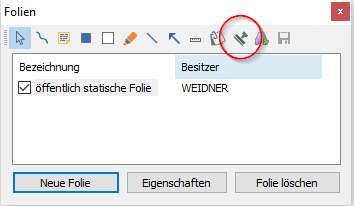 Folien
x
Bezeichnung Besitzer
öffentlich statische Folie WEIDNER
Neue Folie Eigenschaften Folie löschen